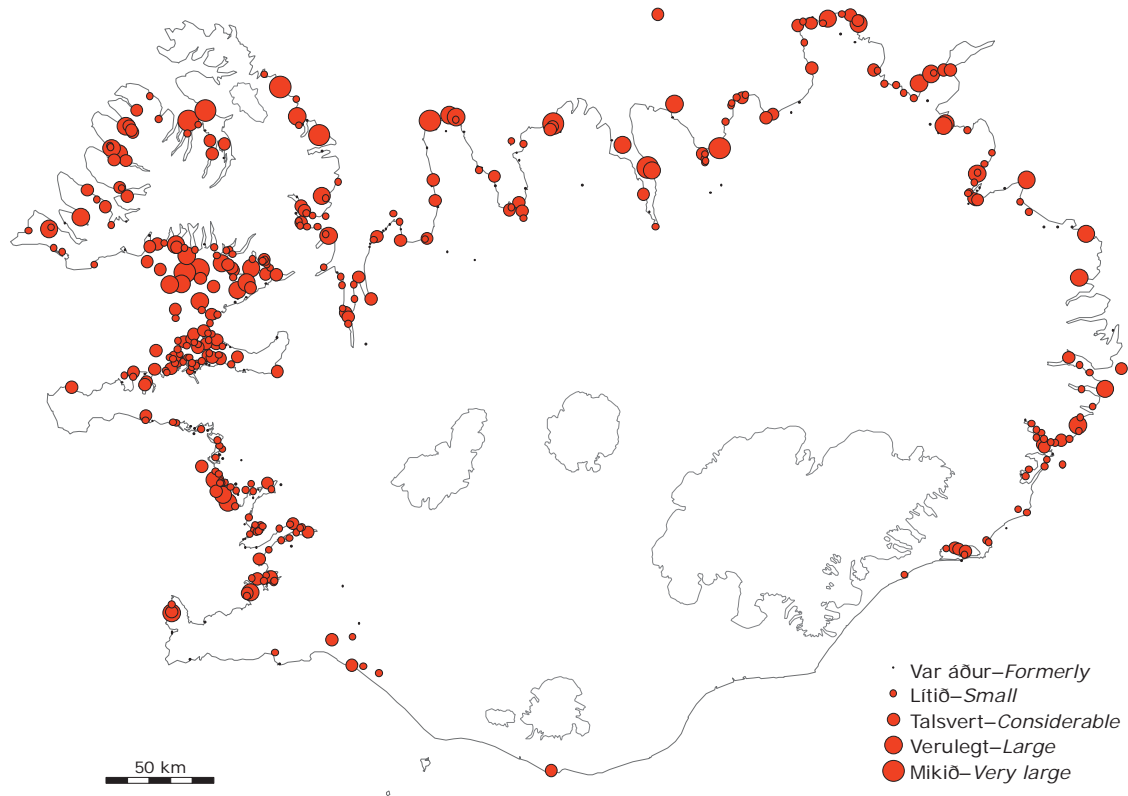 Var áður–Formerly
Lítið–Small
Talsvert–Considerable
Verulegt–Large
Mikið–Very large
50 km